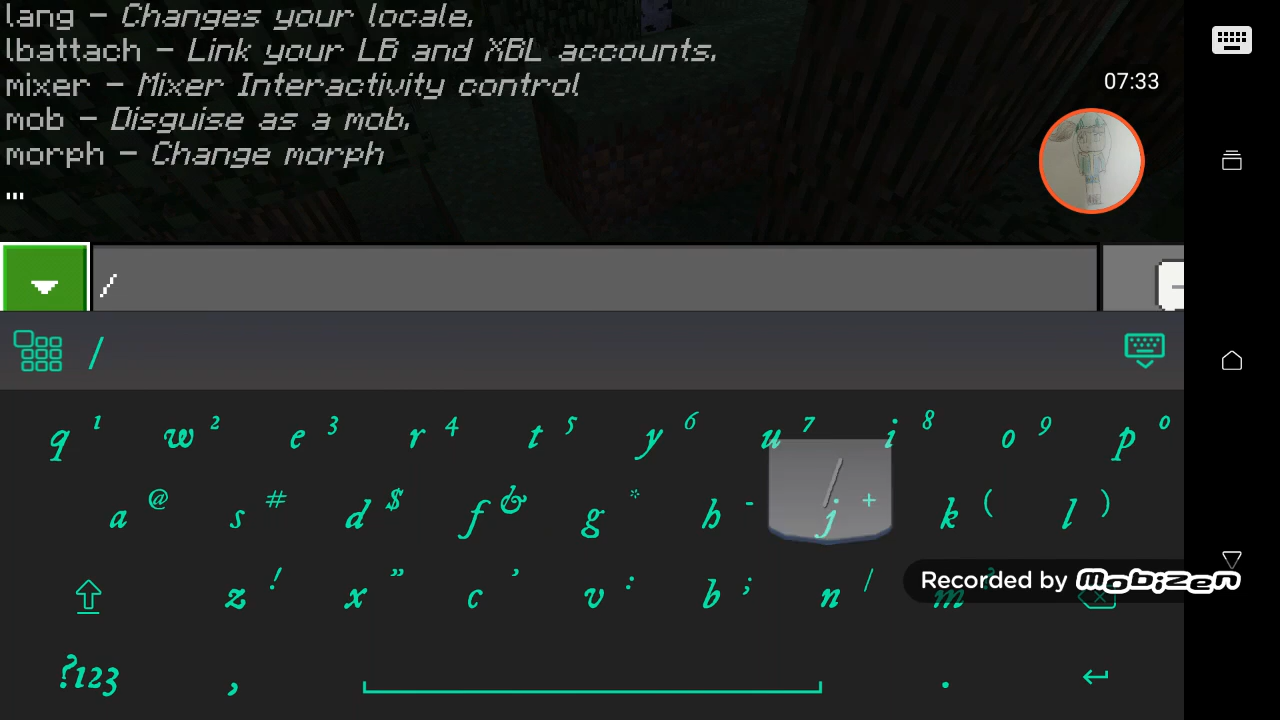 lang - Changes your locale.
lbattach - Link your LB and XBL accounts.
mixer - Mixer Interactivity control
mob - Disguise as a mob.
morph - Change morph
...
07:33
/
/
q 1 w 2 e 3 r 4 t 5 y 6 u 7 i 8 o 9 p 0
/
a @ s # d $ f & g * h - j + k ( l )
z ! x " c ' v : b ; n / m ?
Recorded by mobizen
?123 , .